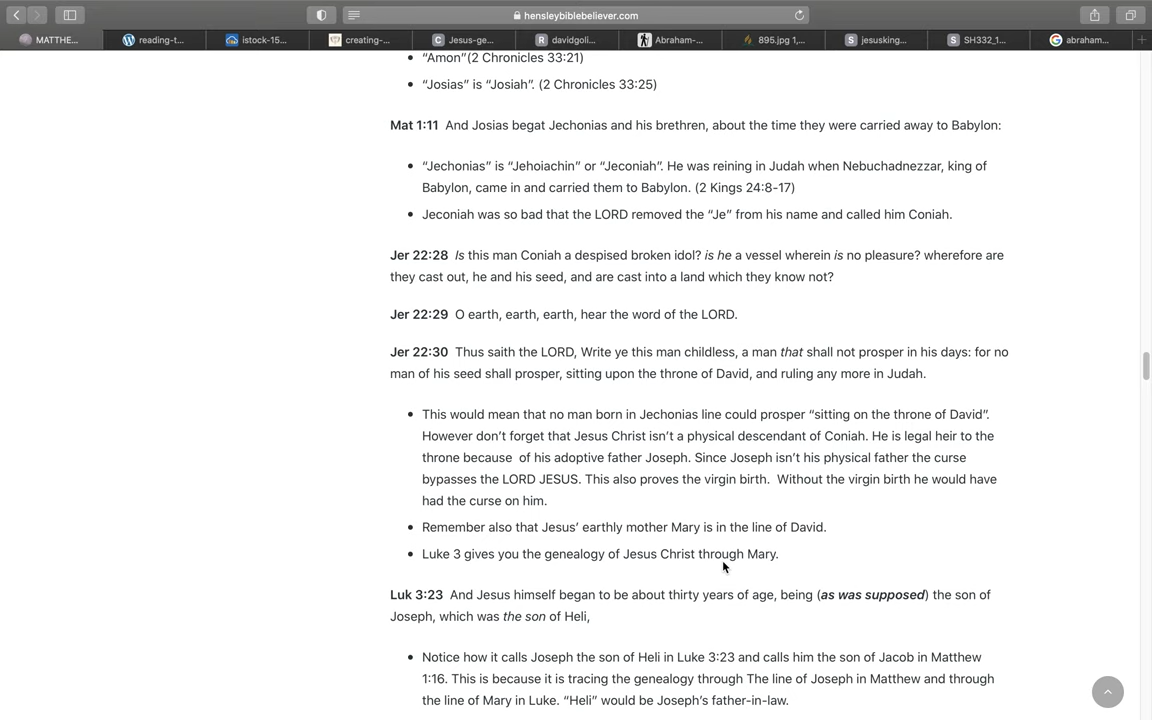 hensleybiblebeliever.com
MATTHE...
reading-t...
istock-15...
creating-...
Jesus-ge...
davidgoli...
Abraham-...
895.jpg 1,...
jesusking...
SH332_1...
abraham...
• “Amon”(2 Chronicles 33:21)
• “Josias” is “Josiah”. (2 Chronicles 33:25)
Mat 1:11 And Josias begat Jechonias and his brethren, about the time they were carried away to Babylon:
• “Jechonias” is “Jehoiachin” or “Jeconiah”. He was reining in Judah when Nebuchadnezzar, king of
Babylon, came in and carried them to Babylon. (2 Kings 24:8-17)
• Jeconiah was so bad that the LORD removed the “Je” from his name and called him Coniah.
Jer 22:28 Is this man Coniah a despised broken idol? is he a vessel wherein is no pleasure? wherefore are
they cast out, he and his seed, and are cast into a land which they know not?
Jer 22:29 O earth, earth, earth, hear the word of the LORD.
Jer 22:30 Thus saith the LORD, Write ye this man childless, a man that shall not prosper in his days: for no
man of his seed shall prosper, sitting upon the throne of David, and ruling any more in Judah.
• This would mean that no man born in Jechonias line could prosper “sitting on the throne of David”.
However don’t forget that Jesus Christ isn’t a physical descendant of Coniah. He is legal heir to the
throne because of his adoptive father Joseph. Since Joseph isn’t his physical father the curse
bypasses the LORD JESUS. This also proves the virgin birth. Without the virgin birth he would have
had the curse on him.
• Remember also that Jesus’ earthly mother Mary is in the line of David.
• Luke 3 gives you the genealogy of Jesus Christ through Mary.
Luk 3:23 And Jesus himself began to be about thirty years of age, being (as was supposed) the son of
Joseph, which was the son of Heli,
• Notice how it calls Joseph the son of Heli in Luke 3:23 and calls him the son of Jacob in Matthew
1:16. This is because it is tracing the genealogy through The line of Joseph in Matthew and through
the line of Mary in Luke. “Heli” would be Joseph’s father-in-law.